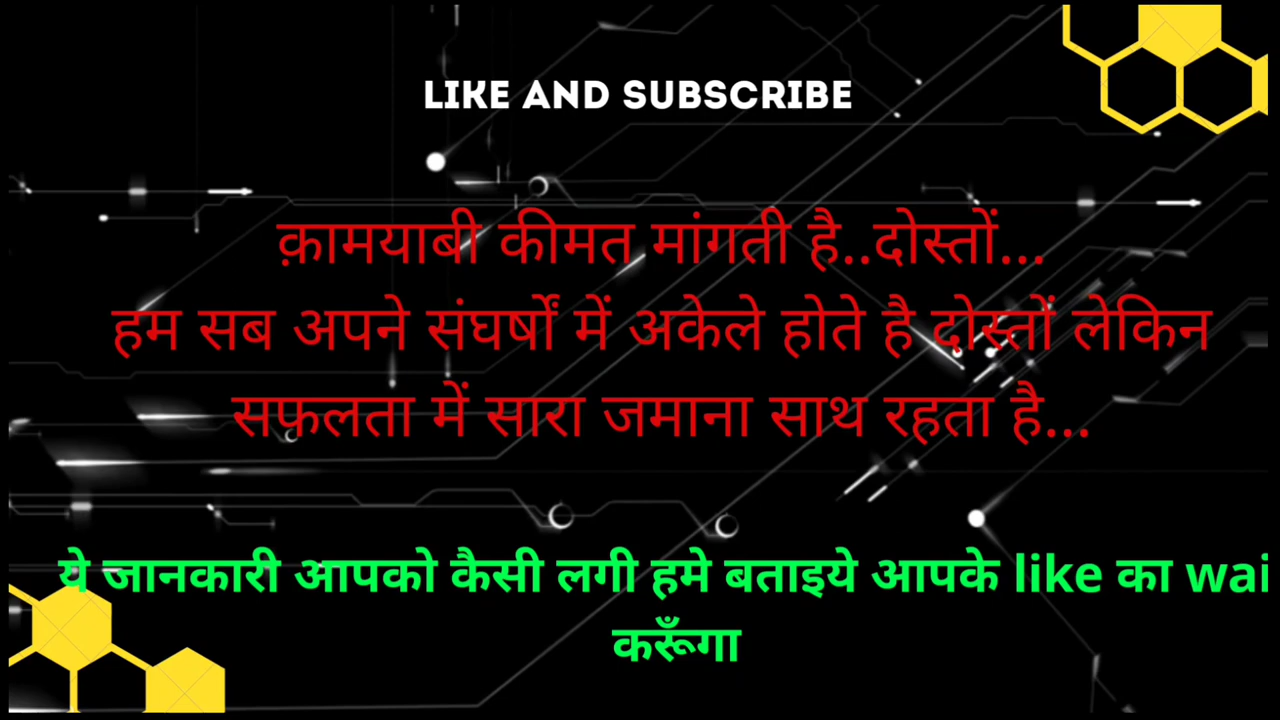 LIKE AND SUBSCRIBE
क़ामयाबी कीमत मांगती है..दोस्तों...
हम सब अपने संघर्षों में अकेले होते है दोस्तों लेकिन
सफ़लता में सारा जमाना साथ रहता है...
ये जानकारी आपको कैसी लगी हमे बताइये आपके like का
करूँगा